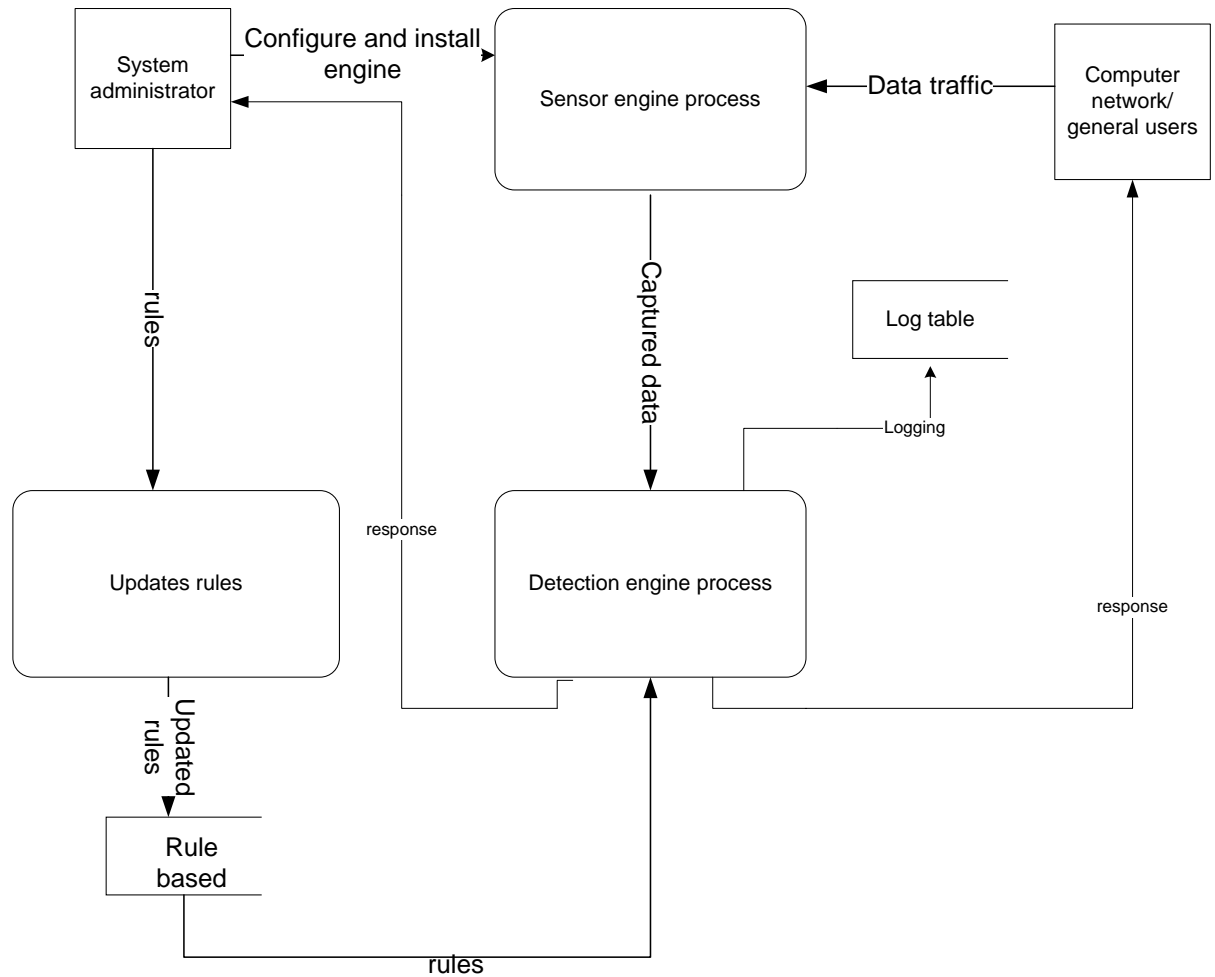 System
administrator
Configure and install
engine
Sensor engine process
Data traffic
Computer
network/
general users
rules
Captured data
Log table
Logging
response
Updates rules
Detection engine process
response
Updated
rules
Rule
based
rules